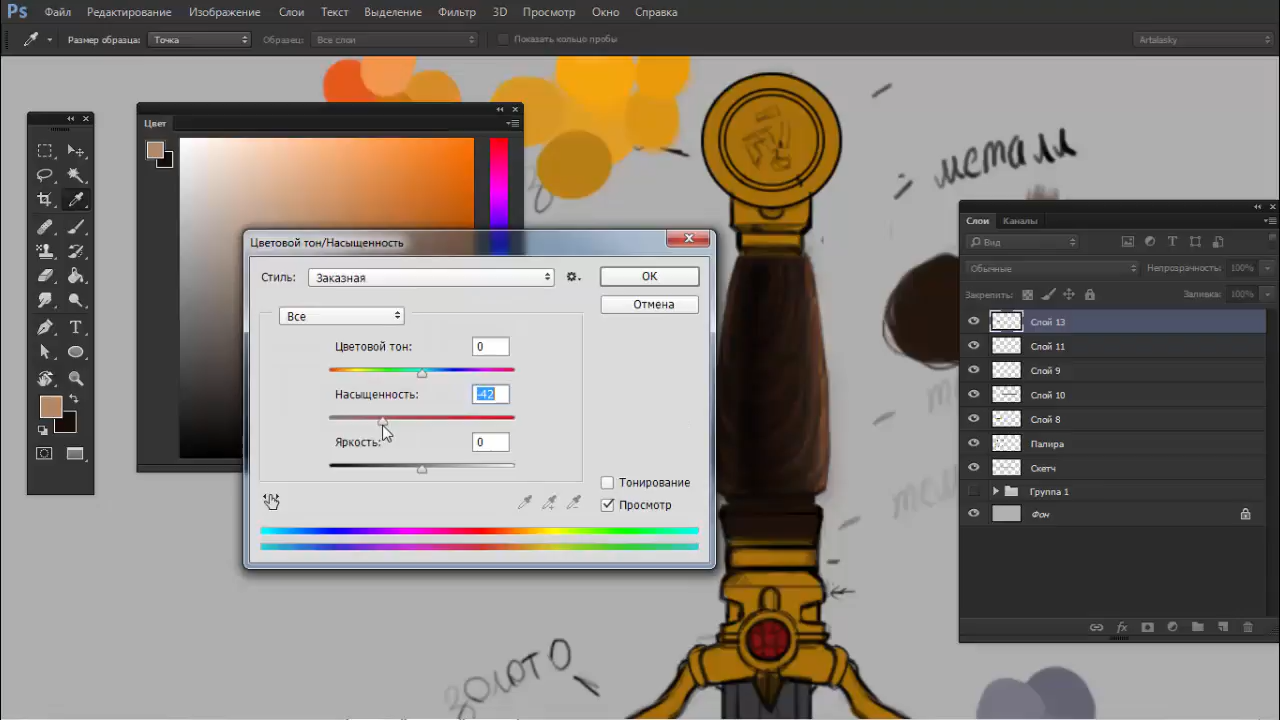 Ps Файл Редактирование Изображение Слои Текст Выделение Фильтр 3D Просмотр Окно Справка
Размер образца: Точка Образец: Все слои Показать кольцо пробы Artalasky
Цвет
металл
Слои Каналы
Вид
Обычные Непрозрачность: 100%
Закрепить: Заливка: 100%
Слой 13
Слой 11
Слой 9
Слой 10
Слой 8
Палира
Скетч
Группа 1
Фон
Цветовой тон/Насыщенность
Стиль: Заказная OK
Отмена
Все
Цветовой тон: 0
Насыщенность: -42
Яркость: 0
Тонирование
Просмотр
золото